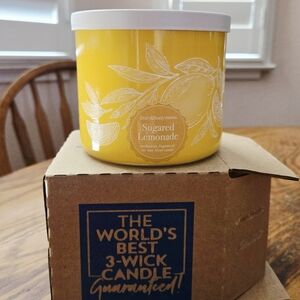 Sugared
Lemonade
THE
WORLD'S
BEST
3-WICK
CANDLE
Guaranteed!